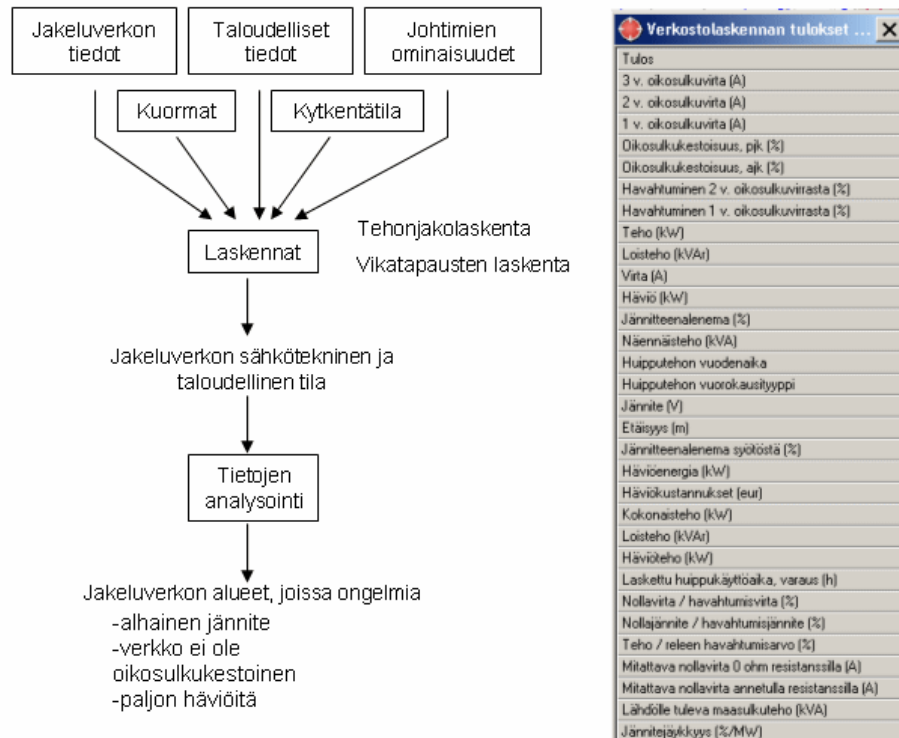 Jakeluverkon
tiedot
Taloudelliset
tiedot
Johtimien
ominaisuudet
Kuormat
Kytkentätila
Laskennat
Tehonjakolaskenta
Vikatapausten laskenta
Jakeluverkon sähkötekninen ja
taloudellinen tila
Tietojen
analysointi
Jakeluverkon alueet, joissa ongelmia
-alhainen jännite
-verkko ei ole
oikosulkukestoinen
-paljon häviöitä
Verkostolaskennan tulokset ...
Tulos
3 v. oikosulkuvirta (A)
2 v. oikosulkuvirta (A)
1 v. oikosulkuvirta (A)
Oikosulkukestoisuus, pjk (%)
Oikosulkukestoisuus, ajk (%)
Havahtuminen 2 v. oikosulkuvirrasta (%)
Havahtuminen 1 v. oikosulkuvirrasta (%)
Teho (kW)
Loisteho (kVAr)
Virta (A)
Häviö (kW)
Jännitteenalenema (%)
Näennäisteho (kVA)
Huipputehon vuodenaika
Huipputehon vuorokausityyppi
Jännite (V)
Etäisyys (m)
Jännitteenalenema syötöstä (%)
Häviöenergia (kW)
Häviökustannukset (eur)
Kokonaisteho (kW)
Loisteho (kVAr)
Häviöteho (kW)
Laskettu huippukäyttöaika, varaus (h)
Nollavirta / havahtumisvirta (%)
Nollajännite / havahtumisjännite (%)
Teho / releen havahtumisarvo (%)
Mitattava nollavirta 0 ohm resistanssilla (A)
Mitattava nollavirta annetulla resistanssilla (A)
Lähdölle tuleva maasulkuteho (kVA)
Jännitejäykkyys (%/MW)